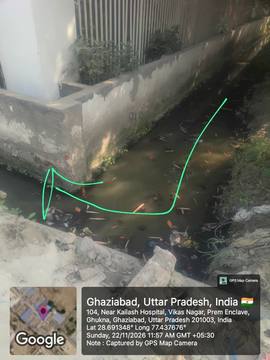 GPS Map Camera
Ghaziabad, Uttar Pradesh, India 🇮🇳
104, Near Kailash Hospital, Vikas Nagar, Prem Enclave,
Ghukna, Ghaziabad, Uttar Pradesh 201003, India
Lat 28.691348° Long 77.437676°
Sunday, 22/11/2026 11:57 AM GMT +05:30
Note : Captured by GPS Map Camera
Google